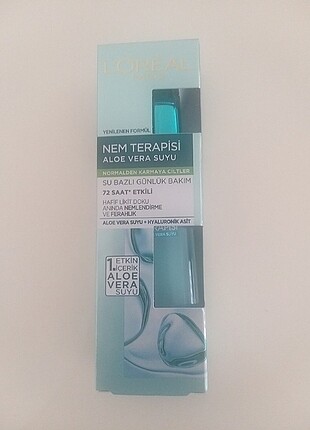 L'OREAL
YENİLENEN FORMÜL
NEM TERAPİSİ
ALOE VERA SUYU
NORMALDEN KARMAYA CİLTLER
SU BAZLI GÜNLÜK BAKIM
72 SAAT* ETKİLİ
HAFİF LİKİT DOKU
ANINDA NEMLENDİRME
VE FERAHLIK
ALOE VERA SUYU + HYALURONİK ASİT
1. ETKİN
İÇERİK
ALOE
VERA
SUYU